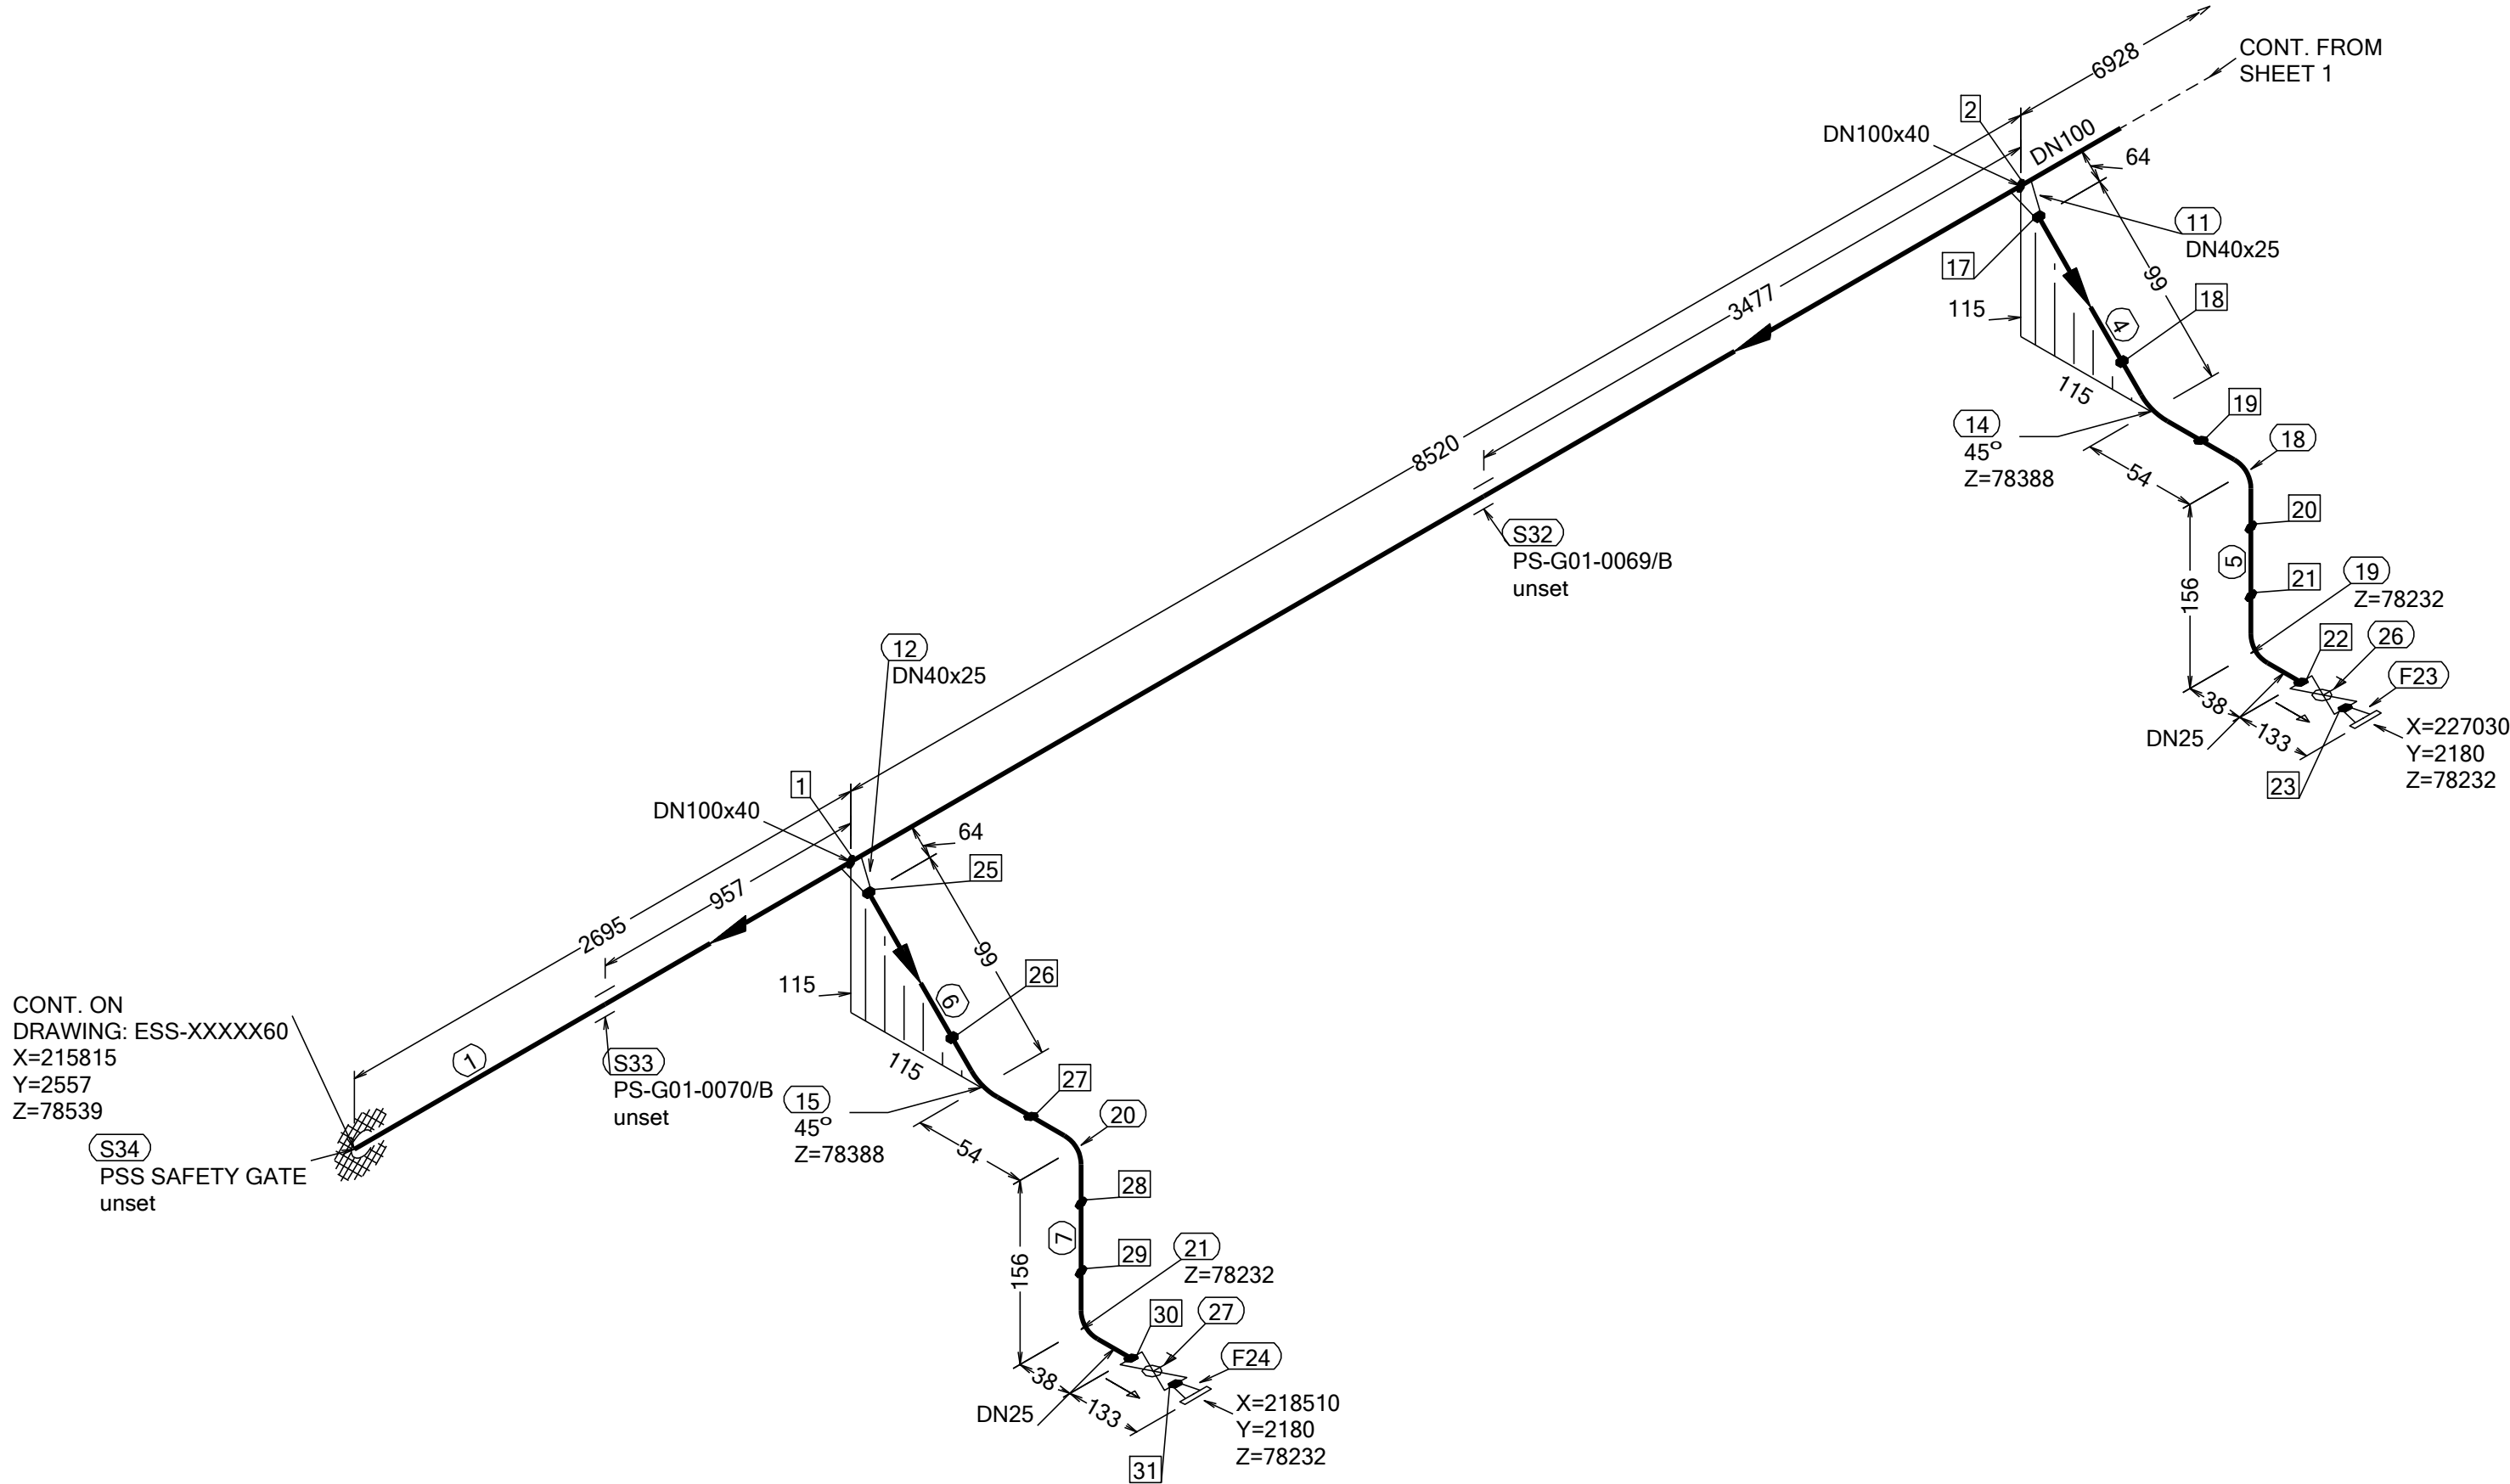 6928
CONT. FROM
SHEET 1
2
DN100x40
DN100
64
11
DN40x25
17
99
18
3477
115
4
115
14
45°
Z=78388
19
18
54
8520
20
S32
PS-G01-0069/B
unset
5
156
21
19
Z=78232
22
26
F23
38
133
DN25
X=227030
Y=2180
Z=78232
23
12
DN40x25
1
DN100x40
64
25
957
2695
99
115
6
26
115
CONT. ON
DRAWING: ESS-XXXXX60
X=215815
Y=2557
Z=78539
1
S33
PS-G01-0070/B
unset
S34
PSS SAFETY GATE
unset
15
45°
Z=78388
27
20
54
28
7
156
29
21
Z=78232
30
27
F24
38
133
DN25
X=218510
Y=2180
Z=78232
31